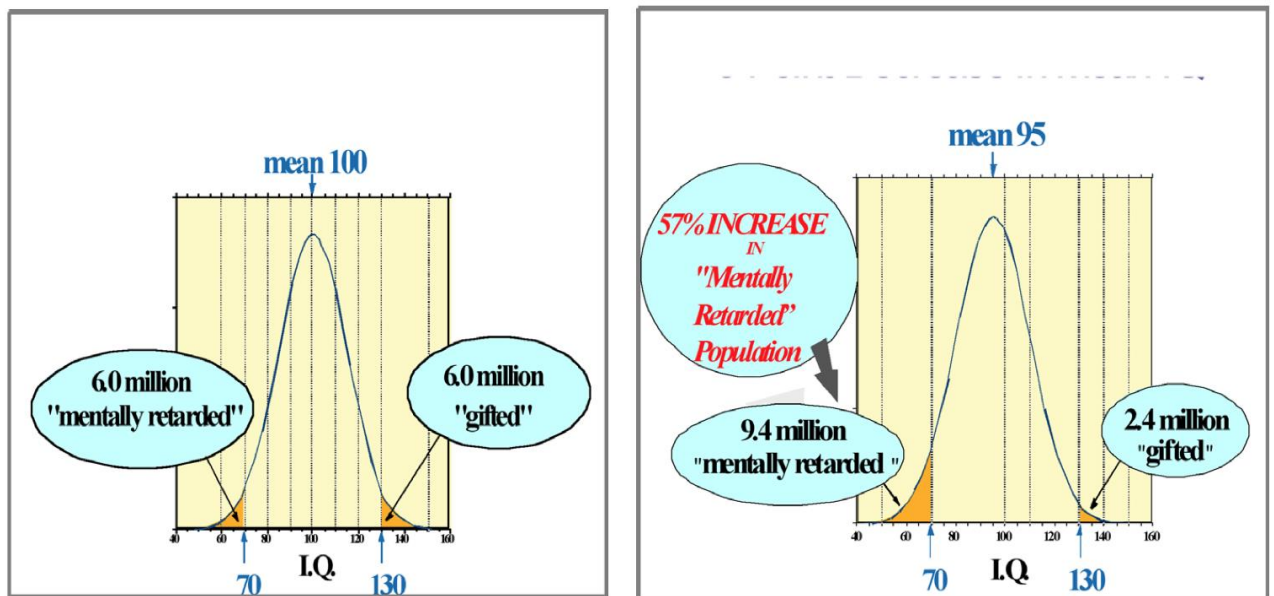 mean 100
6.0 million
"mentally retarded"
6.0 million
"gifted"
40 60 80 100 120 140 160
I.Q.
70
130
mean 95
57% INCREASE
IN
"Mentally
Retarded"
Population
9.4 million
"mentally retarded "
2.4 million
"gifted"
40 60 80 100 120 140 160
I.Q.
70
130